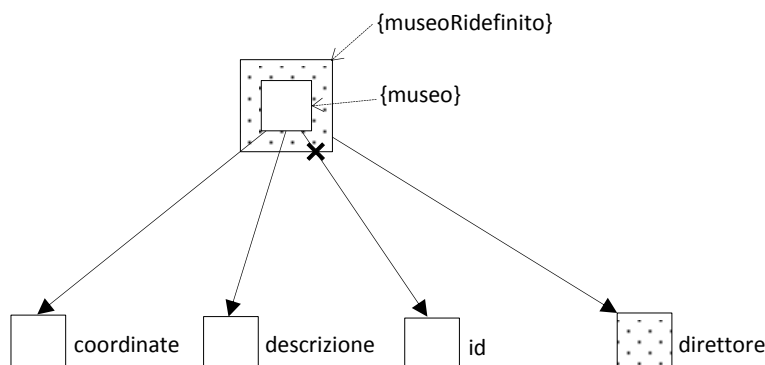 {museoRidefinito}
{museo}
coordinate
descrizione
id
direttore